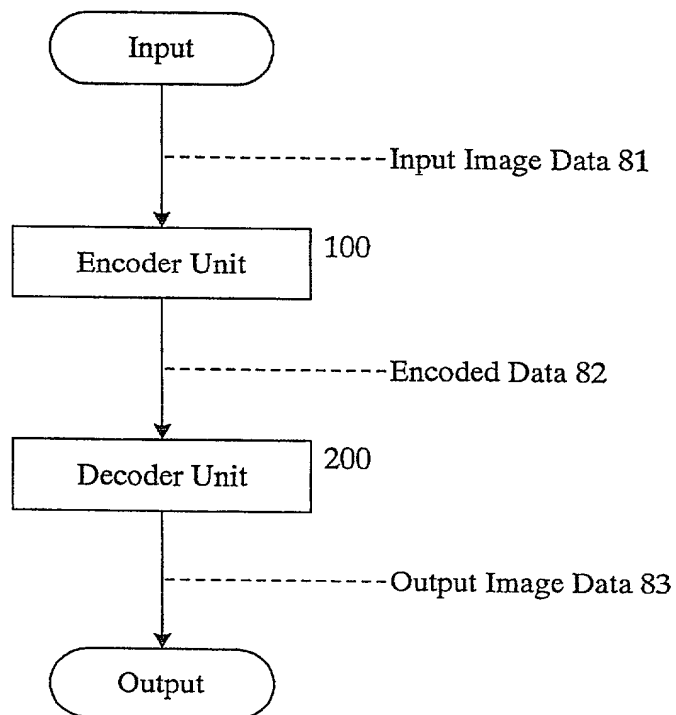 Input
Input Image Data 81
Encoder Unit
100
Encoded Data 82
Decoder Unit
200
Output Image Data 83
Output